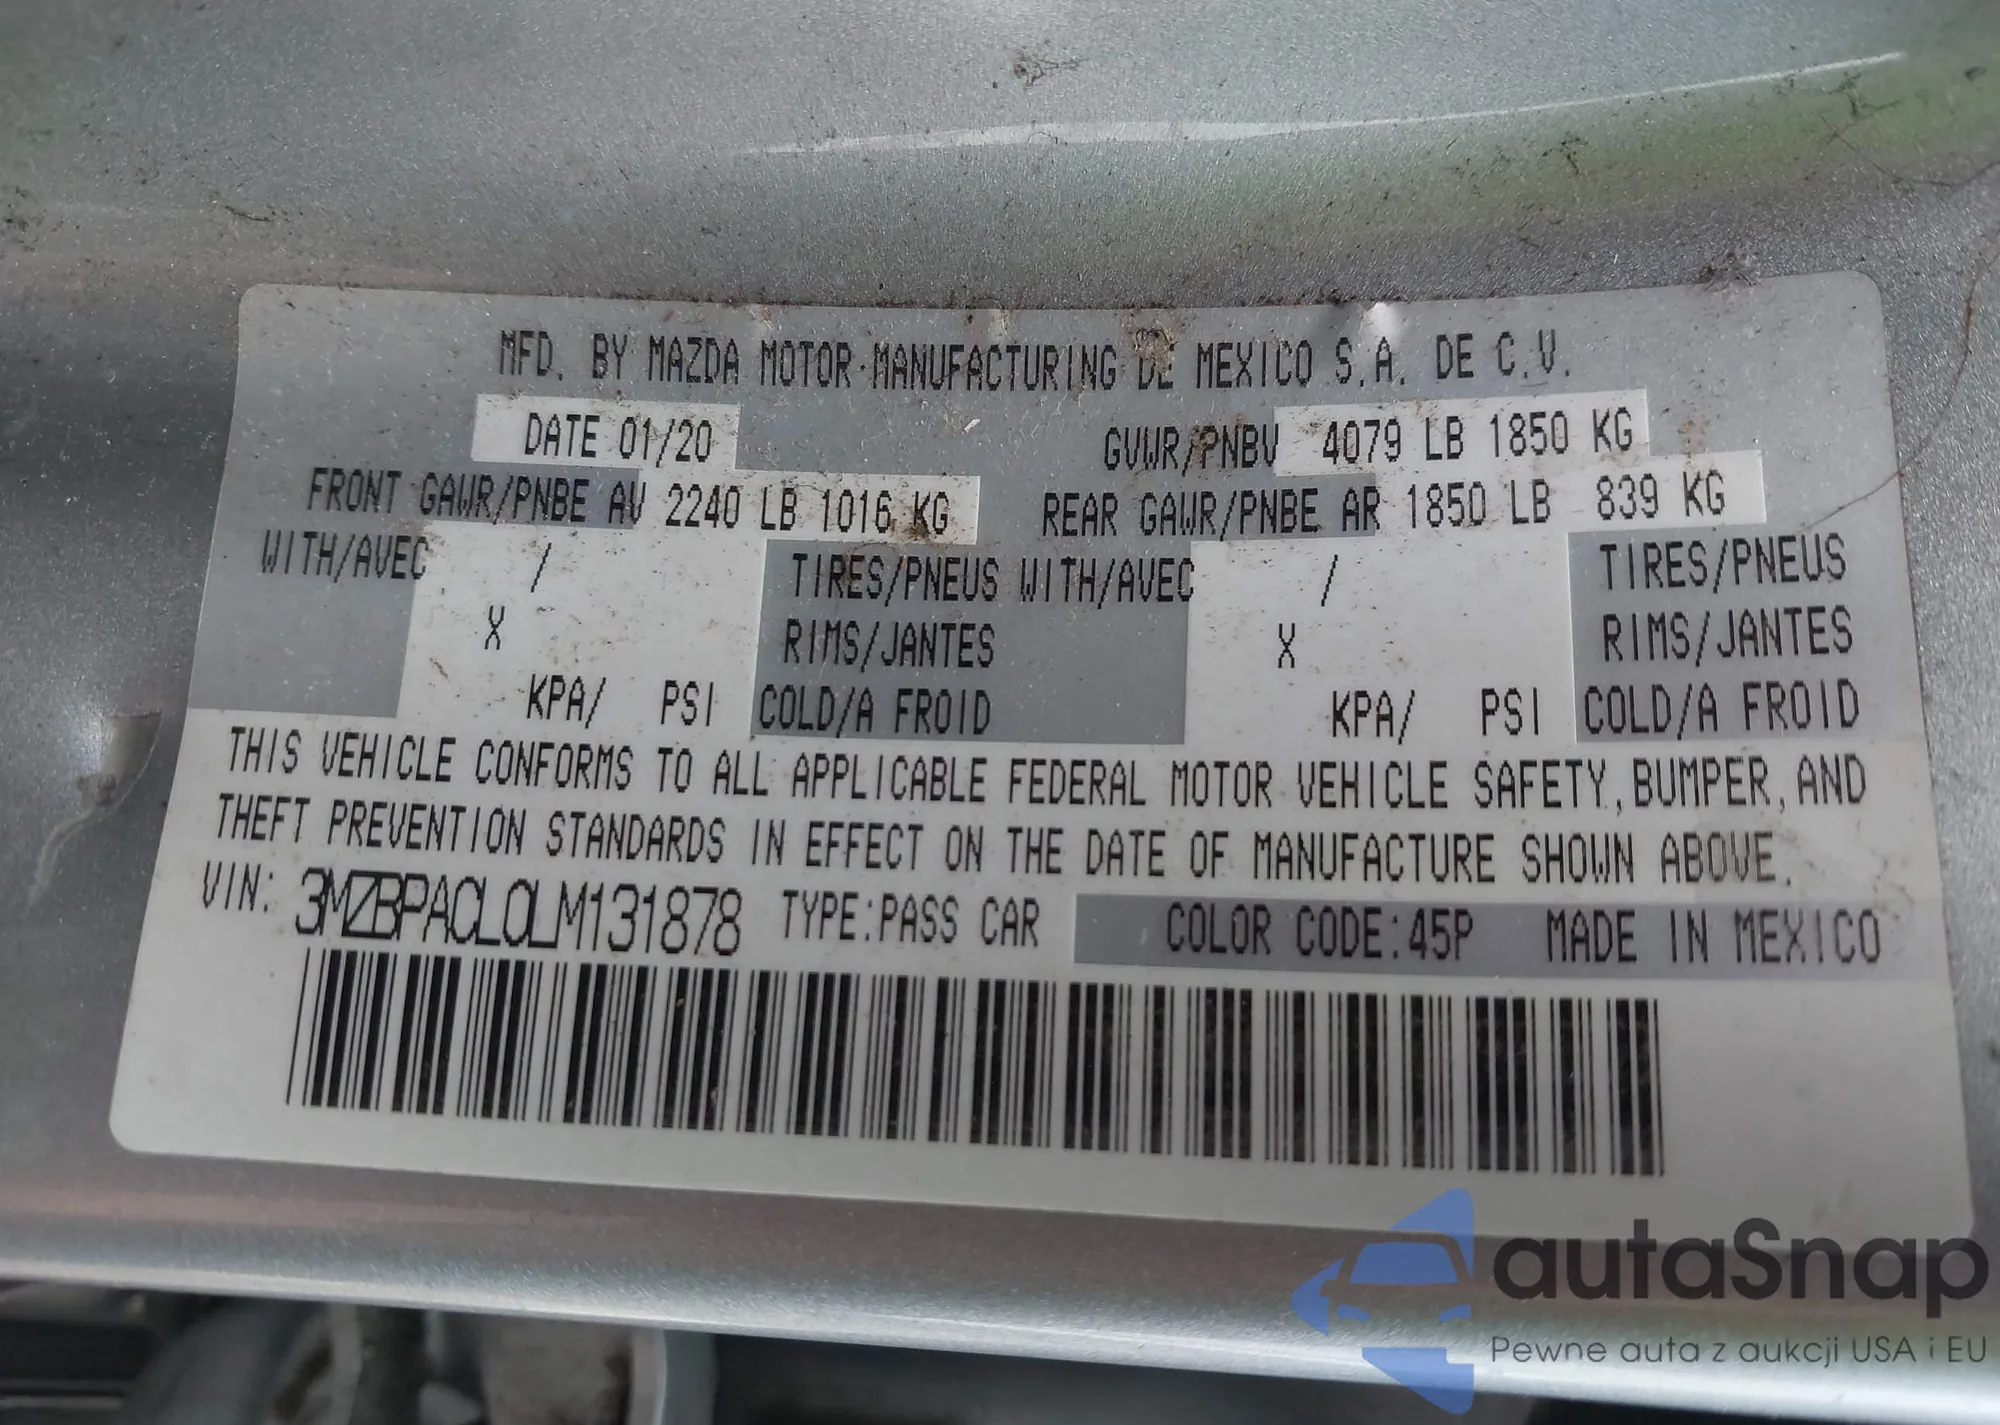 MFD. BY MAZDA MOTOR MANUFACTURING DE MEXICO S.A. DE C.V.
DATE 01/20 GVWR/PNBV 4079 LB 1850 KG
FRONT GAWR/PNBE AV 2240 LB 1016 KG REAR GAWR/PNBE AR 1850 LB 839 KG
WITH/AVEC / TIRES/PNEUS WITH/AVEC / TIRES/PNEUS
X RIMS/JANTES X RIMS/JANTES
KPA/ PSI COLD/A FROID KPA/ PSI COLD/A FROID
THIS VEHICLE CONFORMS TO ALL APPLICABLE FEDERAL MOTOR VEHICLE SAFETY, BUMPER, AND
THEFT PREVENTION STANDARDS IN EFFECT ON THE DATE OF MANUFACTURE SHOWN ABOVE.
VIN: 3MZBPACL0LM131878 TYPE:PASS CAR COLOR CODE:45P MADE IN MEXICO
autaSnap
Pewne auta z aukcji USA i EU